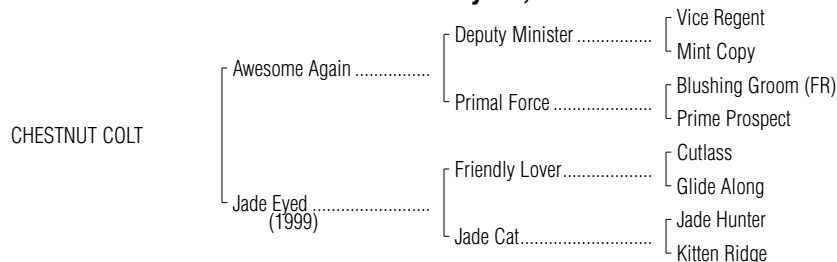 Vice Regent
Deputy Minister ................
Mint Copy
Awesome Again ................
Blushing Groom (FR)
Primal Force .....................
Prime Prospect
CHESTNUT COLT
Cutlass
Friendly Lover...................
Glide Along
Jade Eyed .........................
(1999)
Jade Hunter
Jade Cat............................
Kitten Ridge